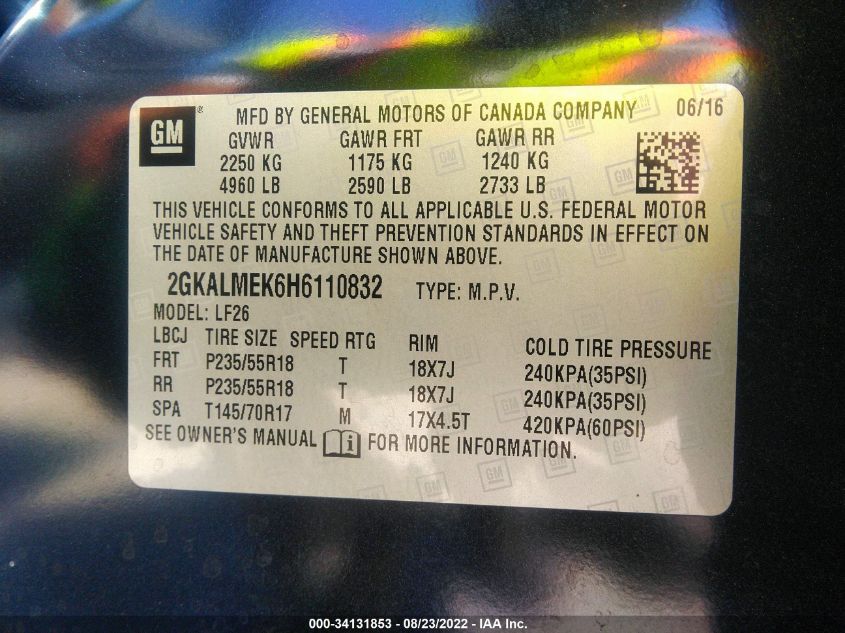 GM ®
MFD BY GENERAL MOTORS OF CANADA COMPANY 06/16
GVWR GAWR FRT GAWR RR
2250 KG 1175 KG 1240 KG
4960 LB 2590 LB 2733 LB
THIS VEHICLE CONFORMS TO ALL APPLICABLE U.S. FEDERAL MOTOR
VEHICLE SAFETY AND THEFT PREVENTION STANDARDS IN EFFECT ON
THE DATE OF MANUFACTURE SHOWN ABOVE.
2GKALMEK6H6110832 TYPE: M.P.V.
MODEL: LF26
LBCJ TIRE SIZE SPEED RTG RIM COLD TIRE PRESSURE
FRT P235/55R18 T 18X7J 240KPA(35PSI)
RR P235/55R18 T 18X7J 240KPA(35PSI)
SPA T145/70R17 M 17X4.5T 420KPA(60PSI)
SEE OWNER'S MANUAL i FOR MORE INFORMATION.
000-34131853 - 08/23/2022 - IAA Inc.